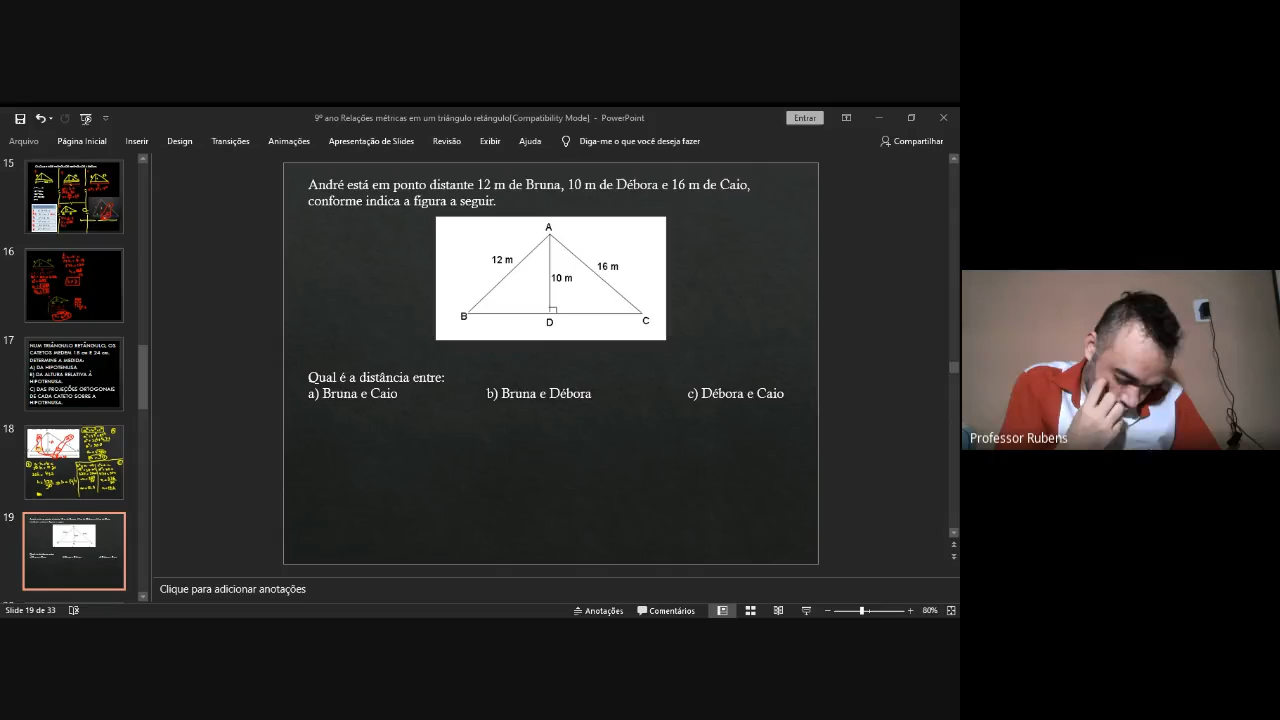 9º ano Relações métricas em um triângulo retângulo[Compatibility Mode] - PowerPoint
Entrar
Arquivo Página Inicial Inserir Design Transições Animações Apresentação de Slides Revisão Exibir Ajuda Diga-me o que você deseja fazer Compartilhar
15
16
17
NUM TRIÂNGULO RETÂNGULO, OS
CATETOS MEDEM 18 cm E 24 cm.
DETERMINE A MEDIDA:
A) DA HIPOTENUSA
B) DA ALTURA RELATIVA À
HIPOTENUSA.
C) DAS PROJEÇÕES ORTOGONAIS
DE CADA CATETO SOBRE A
HIPOTENUSA.
18
19
André está em ponto distante 12 m de Bruna, 10 m de Débora e 16 m de Caio,
conforme indica a figura a seguir.
A
12 m
16 m
10 m
B
D
C
Qual é a distância entre:
a) Bruna e Caio b) Bruna e Débora c) Débora e Caio
Professor Rubens
Clique para adicionar anotações
Slide 19 de 33 Anotações Comentários 80%